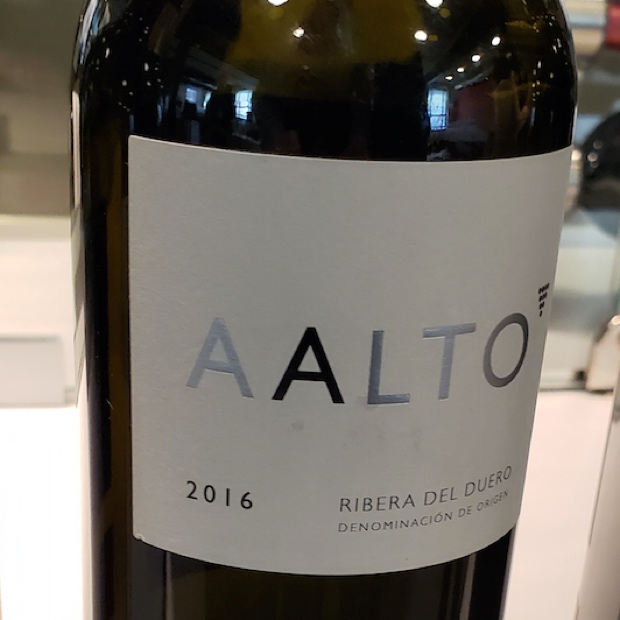 AALTO
2016
RIBERA DEL DUERO
DENOMINACIÓN DE ORIGEN